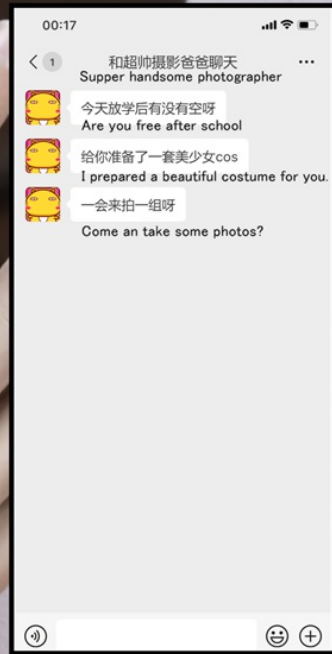 00:17
1
和超帅摄影爸爸聊天
Supper handsome photographer
今天放学后有没有空呀
Are you free after school
给你准备了一套美少女cos
I prepared a beautiful costume for you.
一会来拍一组呀
Come an take some photos?